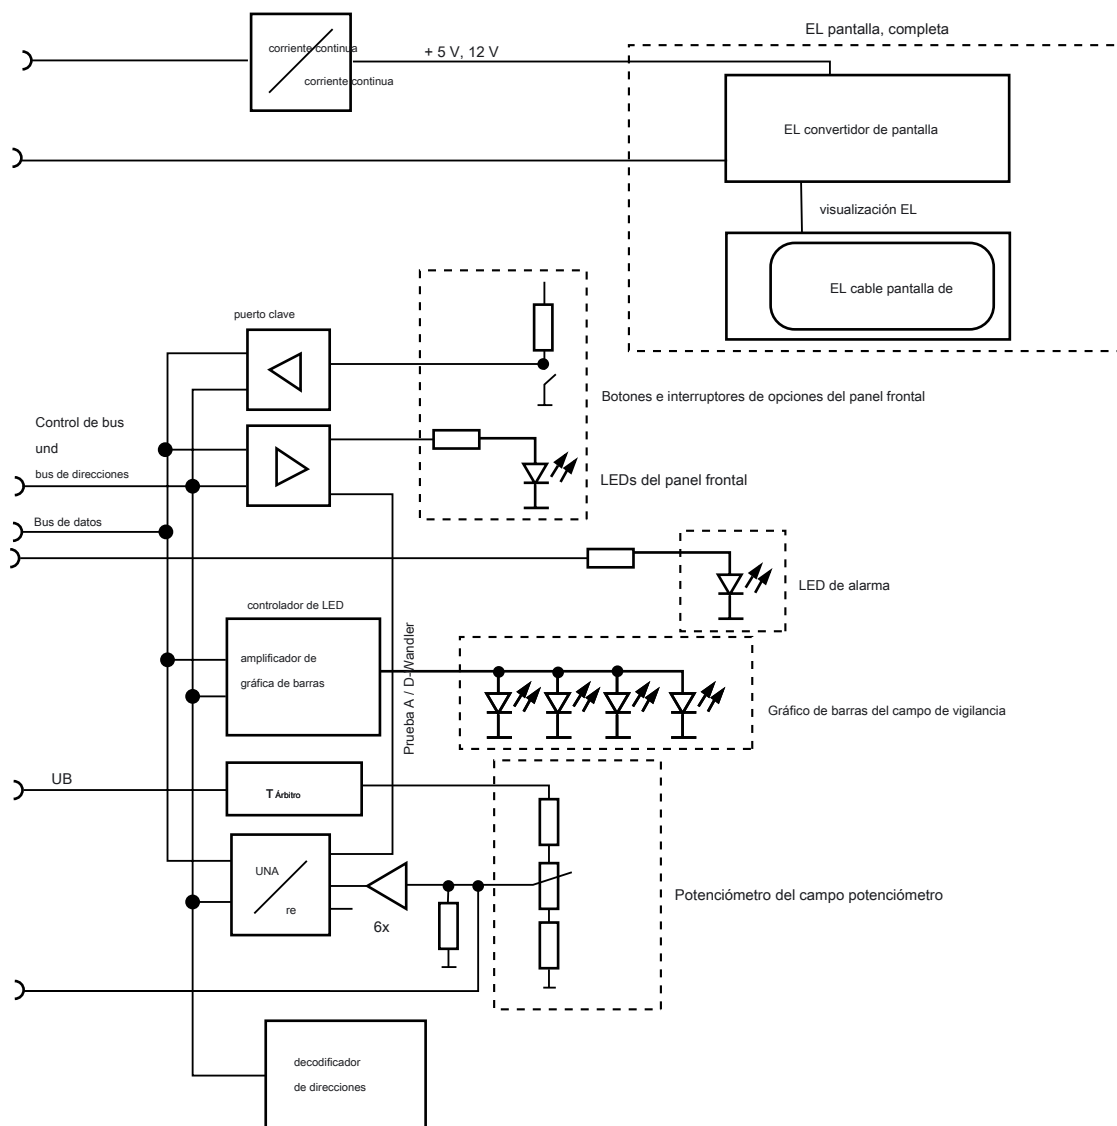 EL pantalla, completa
corriente continua
+ 5 V, 12 V
corriente continua
EL convertidor de pantalla
visualización EL
EL cable pantalla de
puerto clave
Botones e interruptores de opciones del panel frontal
Control de bus
und
bus de direcciones
LEDs del panel frontal
Bus de datos
LED de alarma
controlador de LED
amplificador de
gráfica de barras
Prueba A / D-Wandler
Gráfico de barras del campo de vigilancia
UB
T Árbitro
UNA
re
6x
Potenciómetro del campo potenciómetro
decodificador
de direcciones